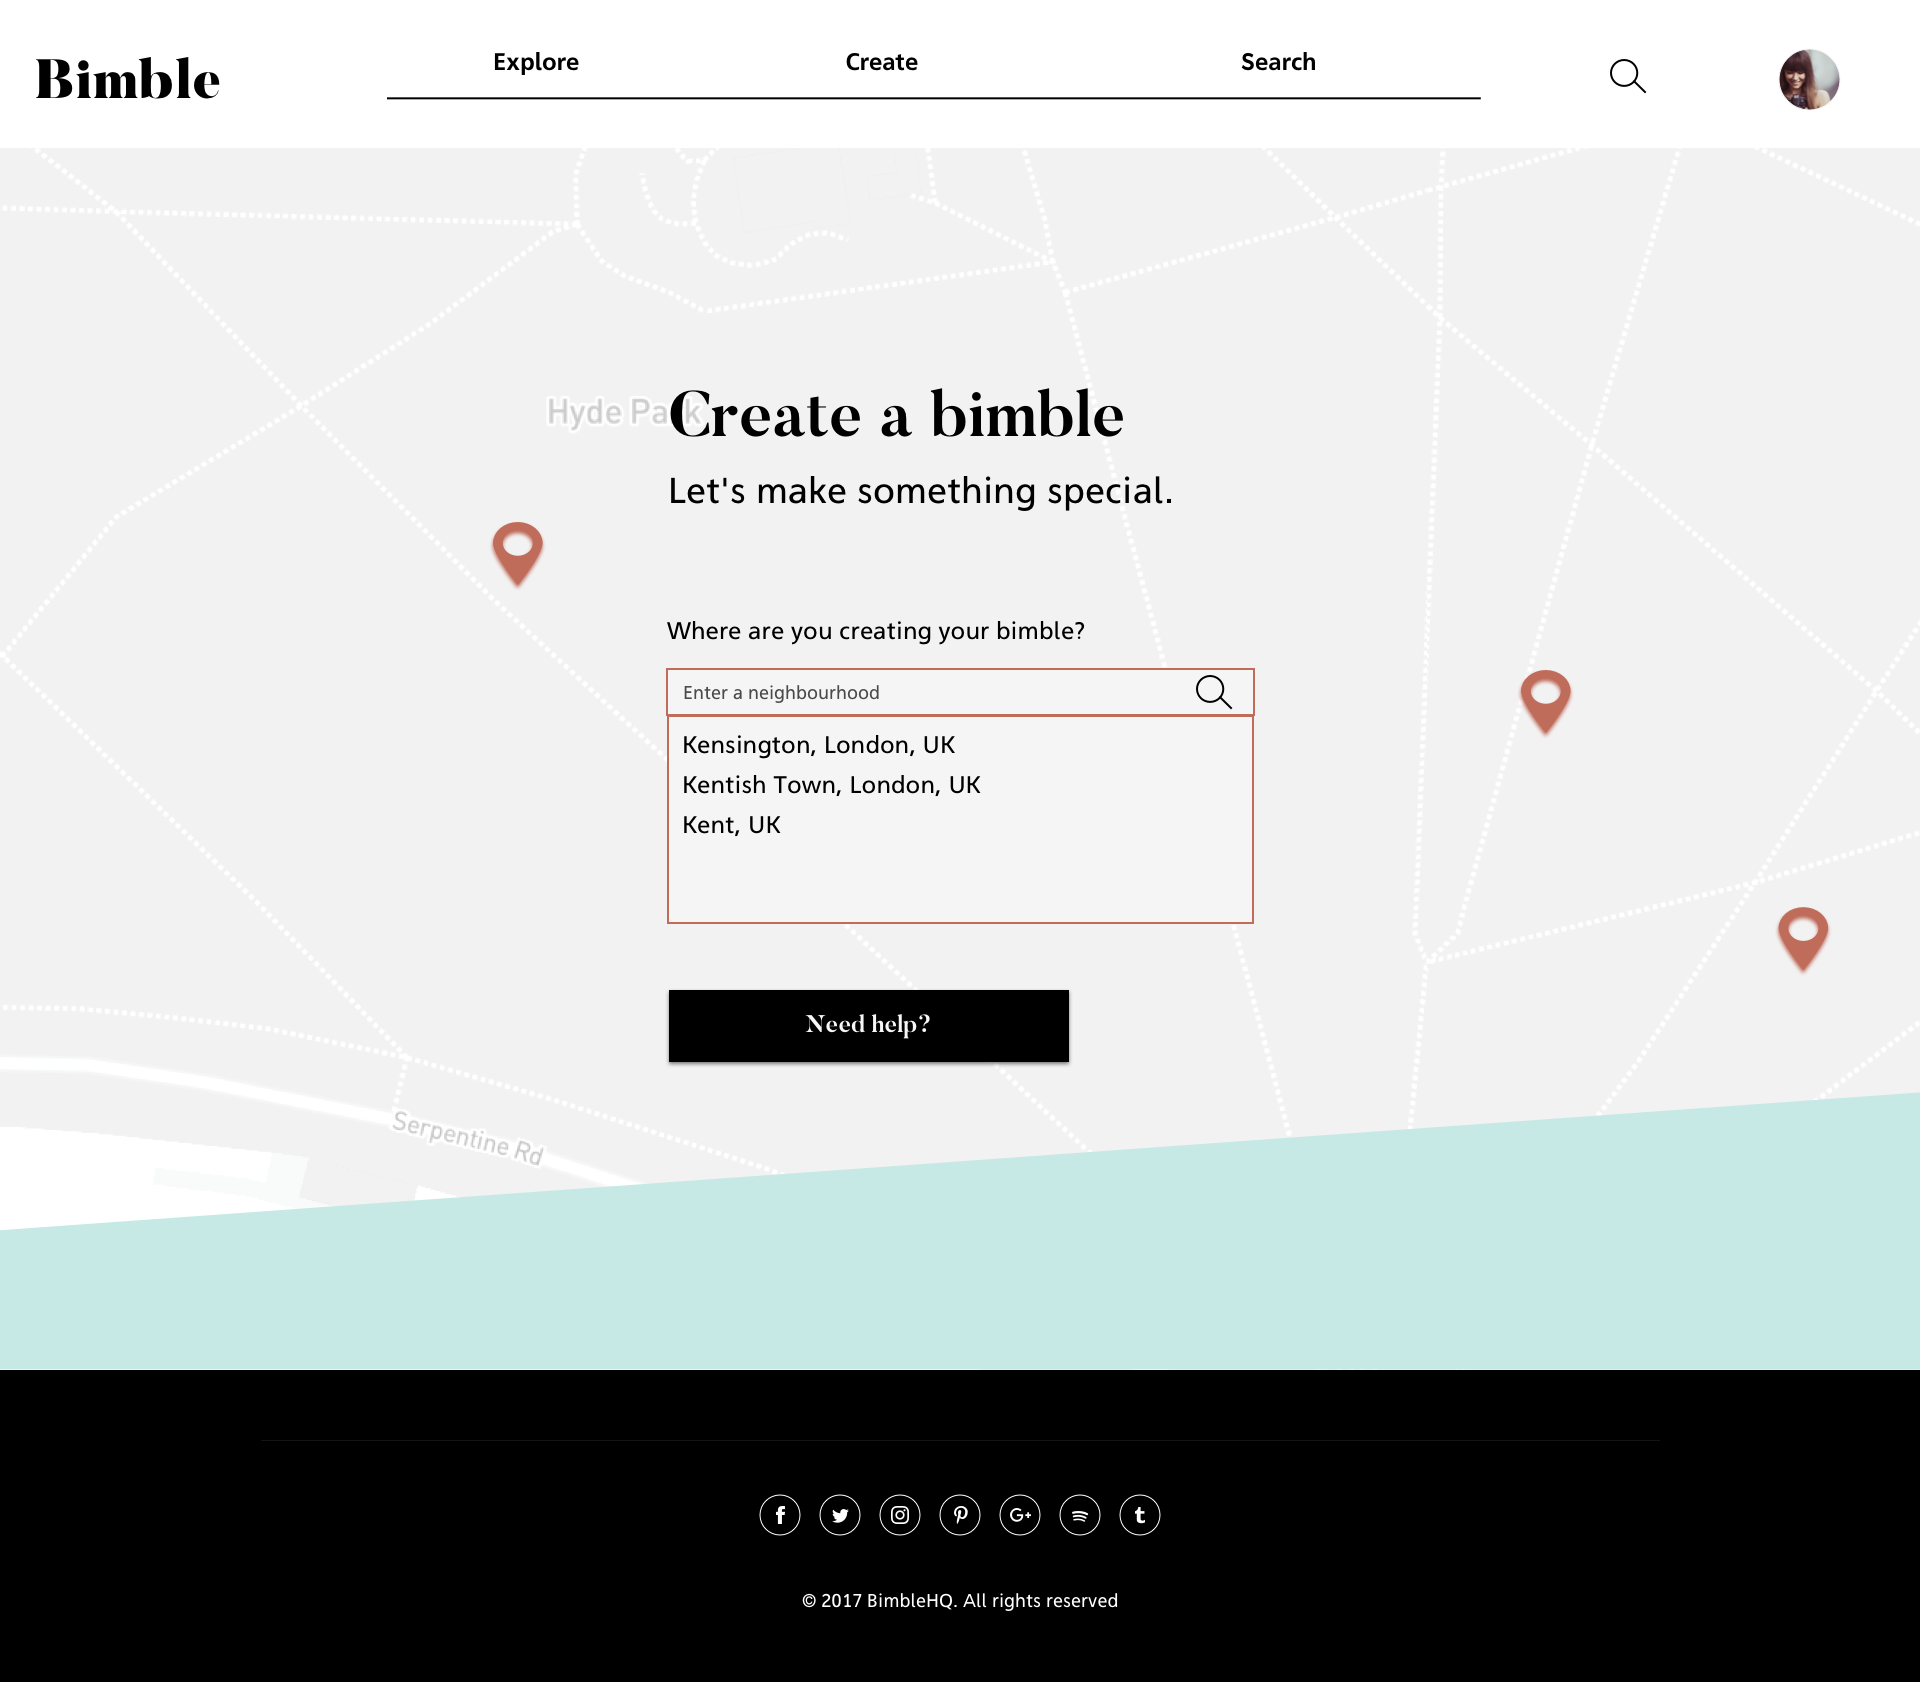 Bimble
Explore
Create
Search
Hyde Park
Create a bimble
Let's make something special.
Where are you creating your bimble?
Enter a neighbourhood
Kensington, London, UK
Kentish Town, London, UK
Kent, UK
Need help?
Serpentine Rd
© 2017 BimbleHQ. All rights reserved